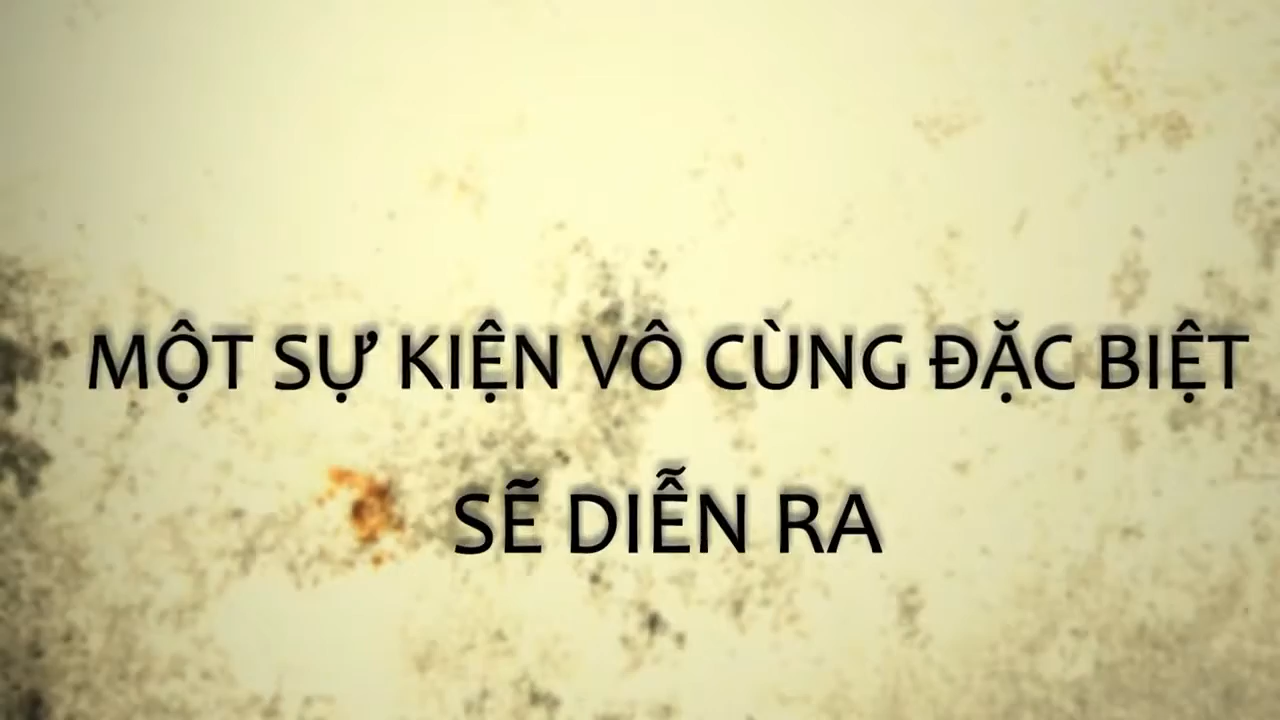 MỘT SỰ KIỆN VÔ CÙNG ĐẶC BIỆT
SẼ DIỄN RA